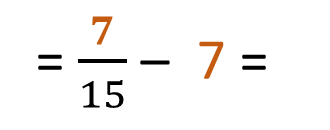 = 7/15 − 7 =